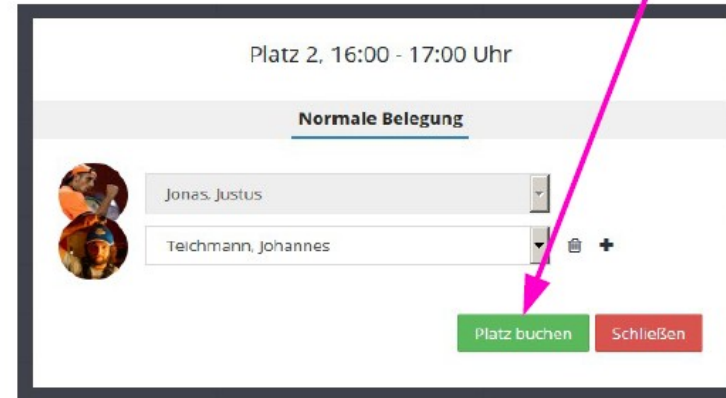 Platz 2, 16:00 - 17:00 Uhr
Normale Belegung
Jonas, Justus
Teichmann, Johannes
Platz buchen
Schließen